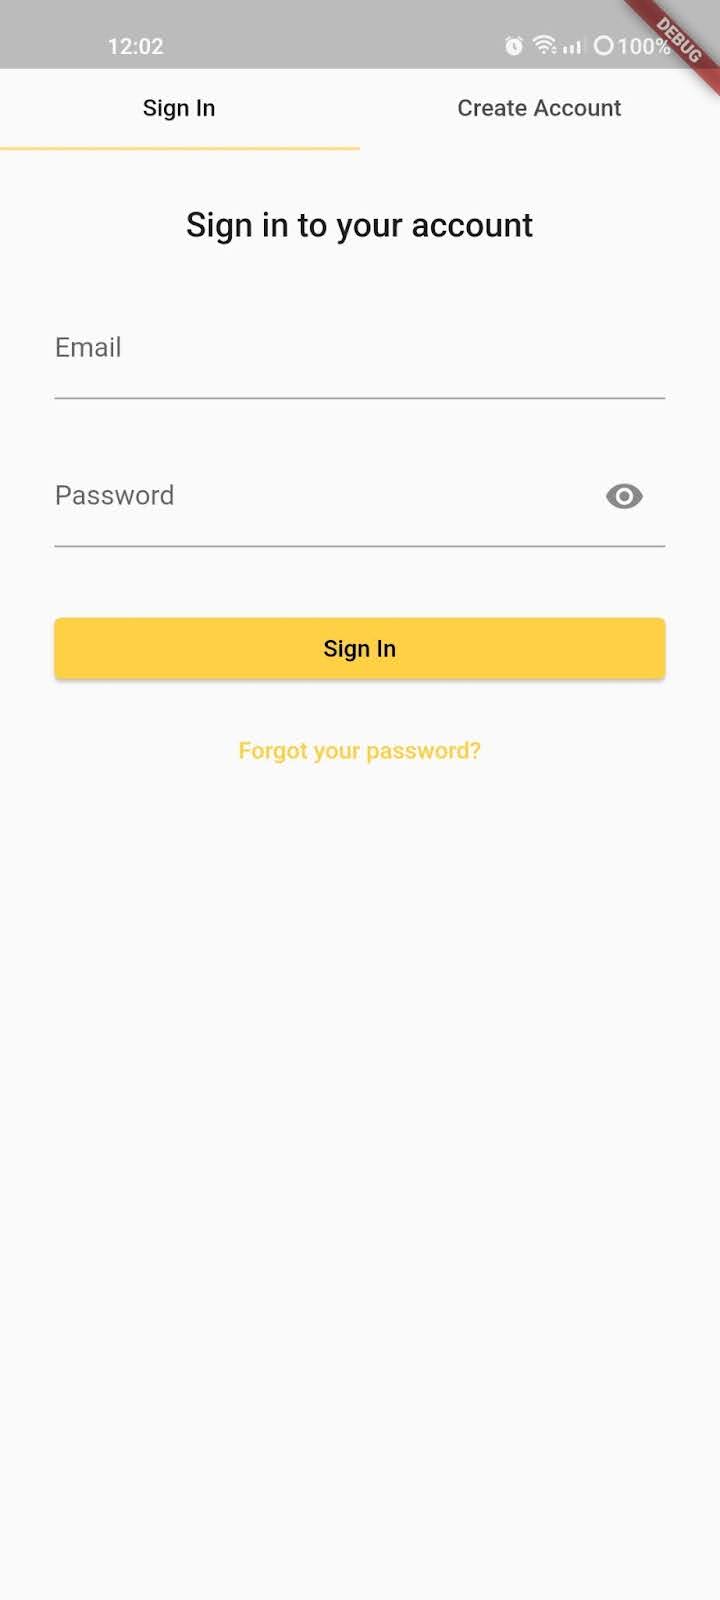 12:02
100%
DEBUG
Sign In
Create Account
Sign in to your account
Email
Password
Sign In
Forgot your password?